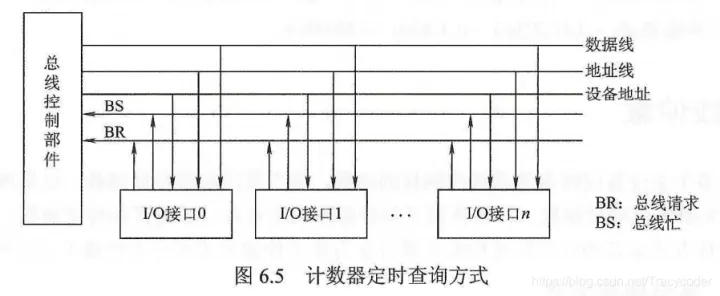 数据线
总线控制部件
地址线
设备地址
BS
BR
I/O接口0
I/O接口1
···
I/O接口n
BR：总线请求
BS：总线忙
图 6.5 计数器定时查询方式
https://blog.csdn.net/Tracycoder